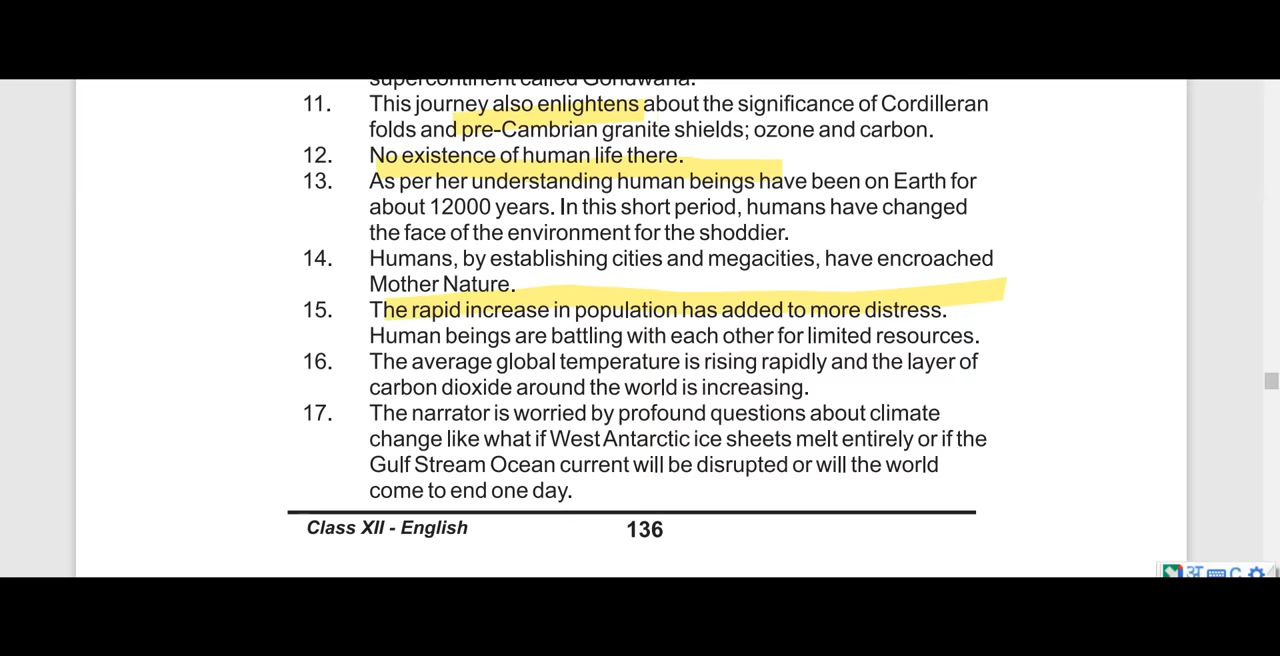 supercontinent called Gondwana.
11. This journey also enlightens about the significance of Cordilleran
folds and pre-Cambrian granite shields; ozone and carbon.
12. No existence of human life there.
13. As per her understanding human beings have been on Earth for
about 12000 years. In this short period, humans have changed
the face of the environment for the shoddier.
14. Humans, by establishing cities and megacities, have encroached
Mother Nature.
15. The rapid increase in population has added to more distress.
Human beings are battling with each other for limited resources.
16. The average global temperature is rising rapidly and the layer of
carbon dioxide around the world is increasing.
17. The narrator is worried by profound questions about climate
change like what if West Antarctic ice sheets melt entirely or if the
Gulf Stream Ocean current will be disrupted or will the world
come to end one day.
Class XII - English 136
अ C